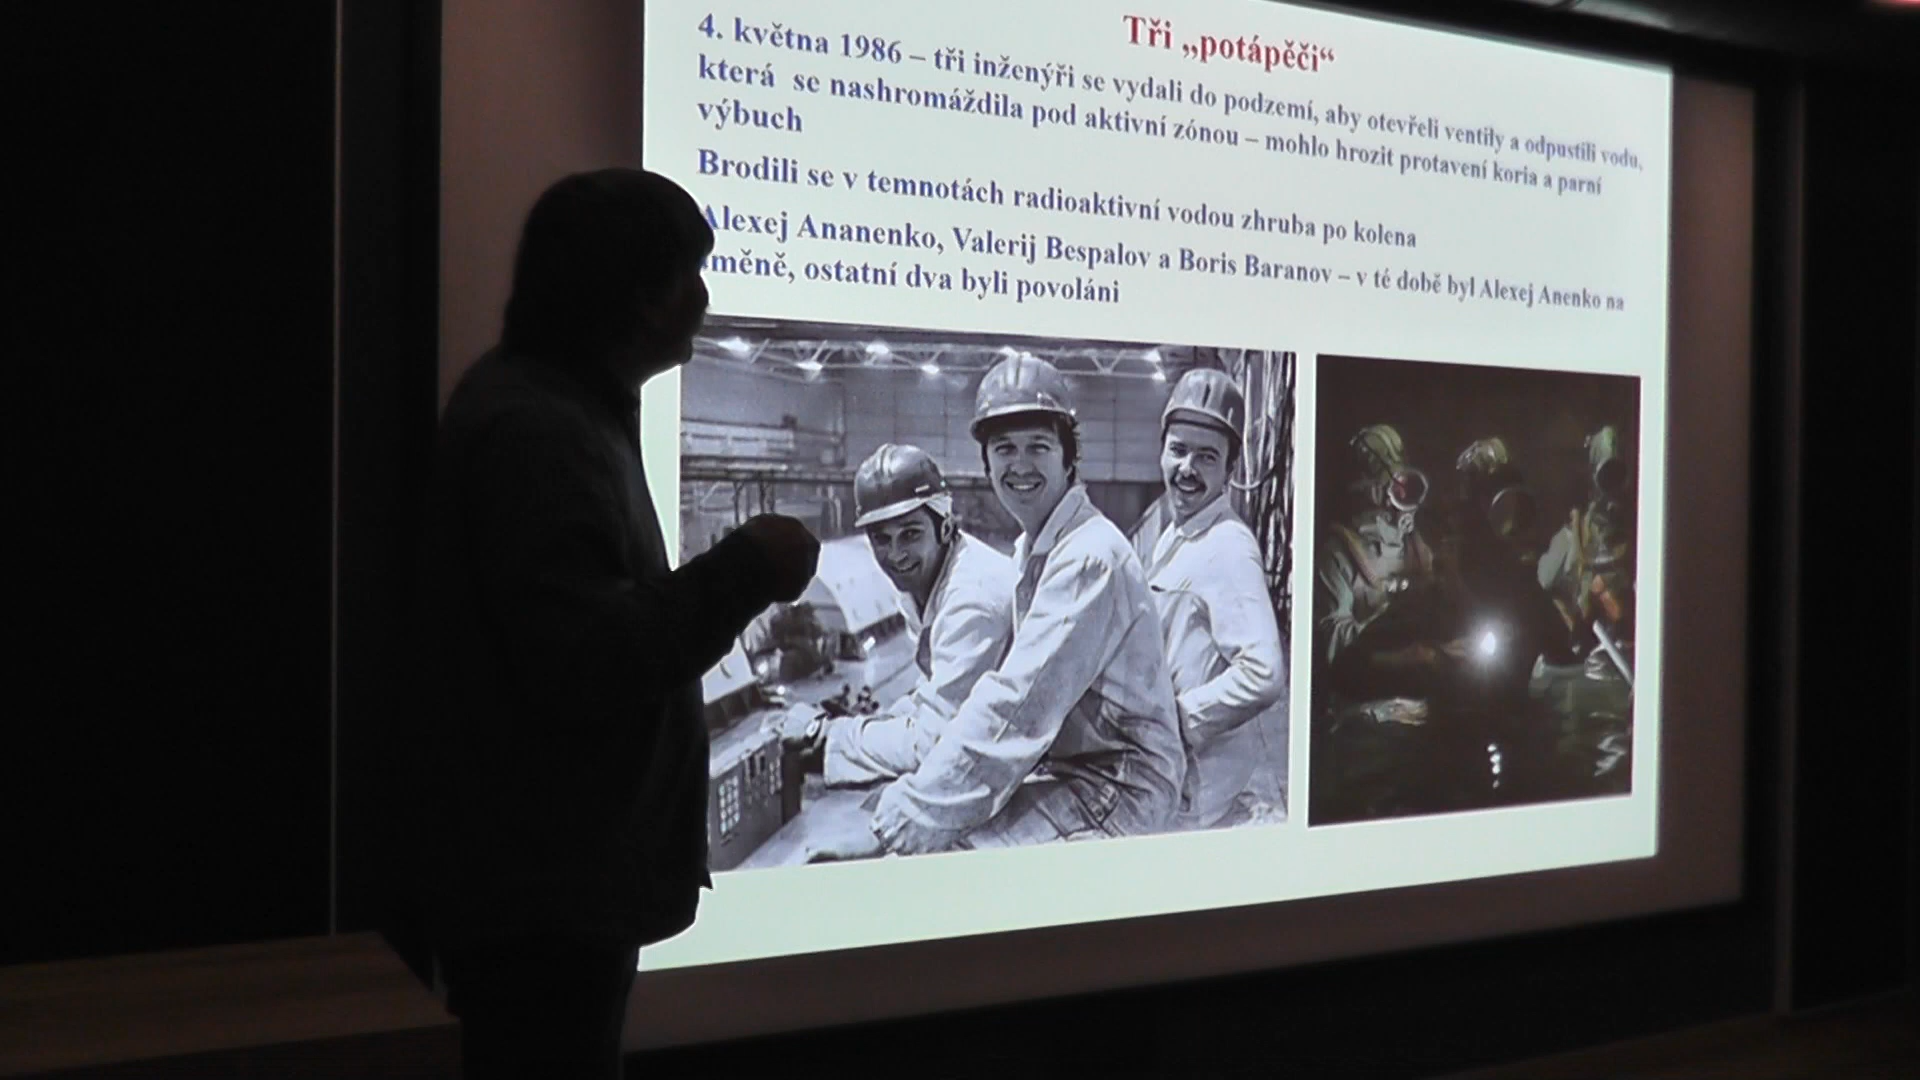 Tři „potápěči“
4. května 1986 – tři inženýři se vydali do podzemí, aby otevřeli ventily a odpustili vodu,
která se nashromáždila pod aktivní zónou – mohlo hrozit protavení koria a parní
výbuch
Brodili se v temnotách radioaktivní vodou zhruba po kolena
Alexej Ananenko, Valerij Bespalov a Boris Baranov – v té době byl Alexej Anenko na
směně, ostatní dva byli povoláni